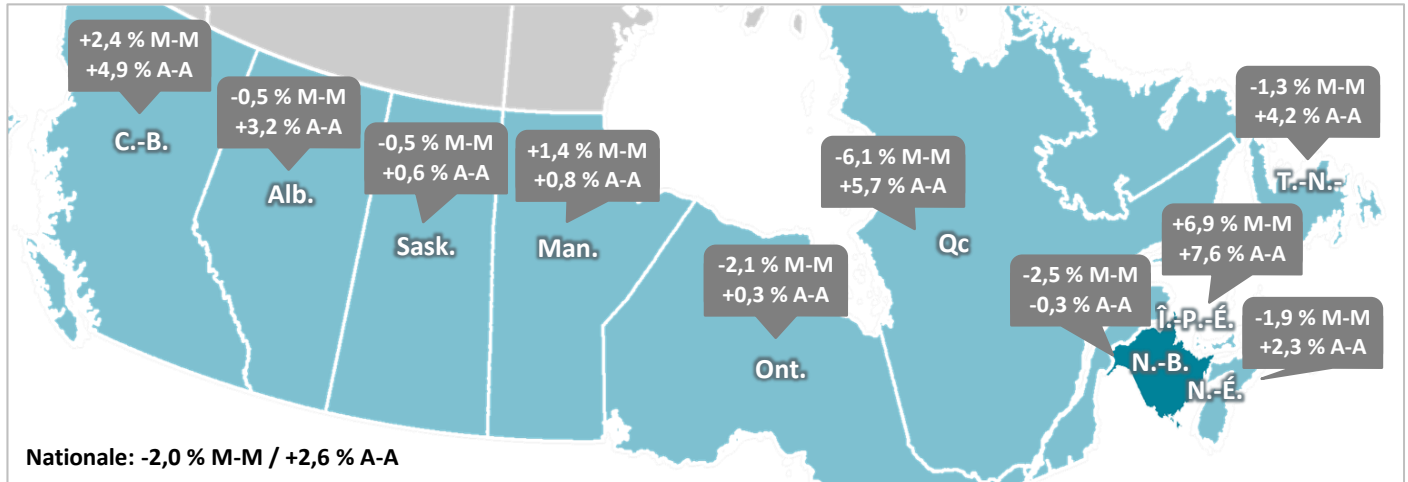 +2,4 % M-M
+4,9 % A-A
C.-B.
-0,5 % M-M
+3,2 % A-A
Alb.
-0,5 % M-M
+0,6 % A-A
Sask.
+1,4 % M-M
+0,8 % A-A
Man.
-2,1 % M-M
+0,3 % A-A
Ont.
-6,1 % M-M
+5,7 % A-A
Qc
-1,3 % M-M
+4,2 % A-A
T.-N.-
+6,9 % M-M
+7,6 % A-A
Î.-P.-É.
-2,5 % M-M
-0,3 % A-A
N.-B.
-1,9 % M-M
+2,3 % A-A
N.-É.
Nationale: -2,0 % M-M / +2,6 % A-A